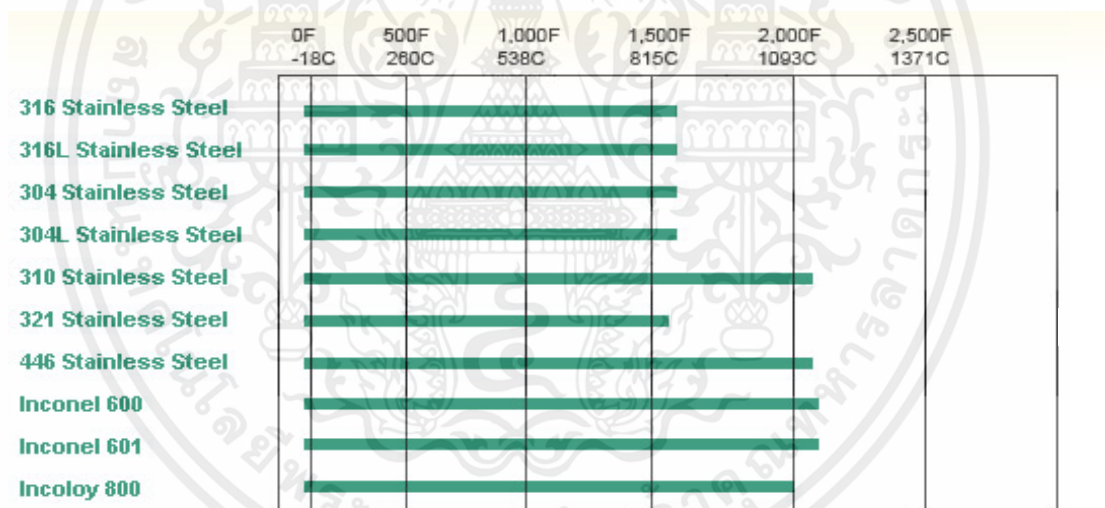 0F 500F 1,000F 1,500F 2,000F 2,500F
-18C 260C 538C 815C 1093C 1371C
316 Stainless Steel
316L Stainless Steel
304 Stainless Steel
304L Stainless Steel
310 Stainless Steel
321 Stainless Steel
446 Stainless Steel
Inconel 600
Inconel 601
Incoloy 800